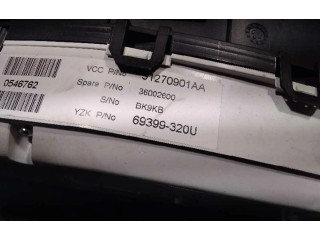 VCC P/No 31270901AA
0546762
Spare P/No 36002600
S/No BK9KB
YZK P/No 69399-320U